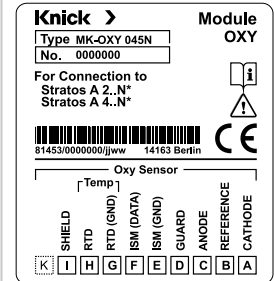 Knick >
Module
OXY
Type MK-OXY 045N
No. 0000000
For Connection to
Stratos A 2..N*
Stratos A 4..N*
81453/0000000/jjww 14163 Berlin
CE
Oxy Sensor
Temp
SHIELD
RTD
RTD (GND)
ISM (DATA)
ISM (GND)
GUARD
ANODE
REFERENCE
CATHODE
K I H G F E D C B A